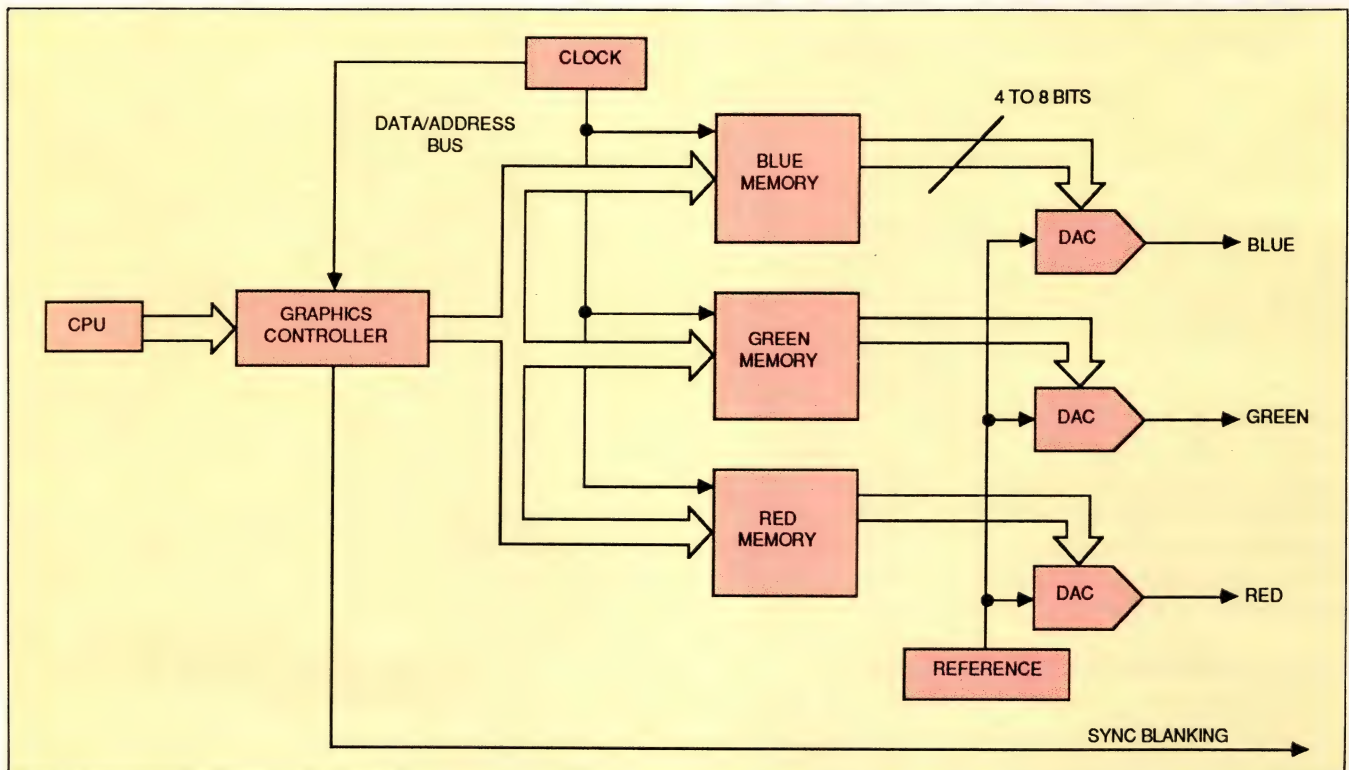 CLOCK
4 TO 8 BITS
DATA/ADDRESS
BUS
BLUE
MEMORY
DAC
BLUE
CPU
GRAPHICS
CONTROLLER
GREEN
MEMORY
DAC
GREEN
RED
MEMORY
DAC
RED
REFERENCE
SYNC BLANKING